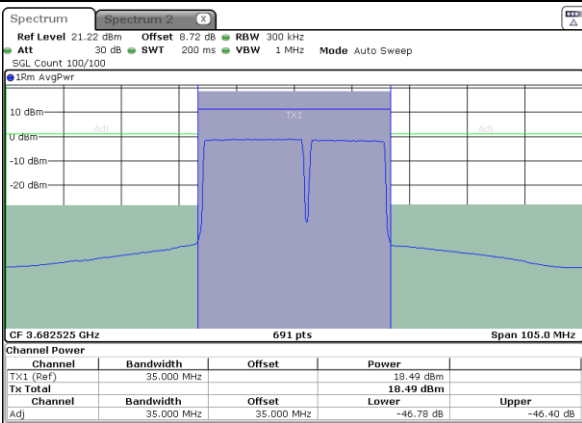 Spectrum Spectrum 2 X
Ref Level 21.22 dBm Offset 8.72 dB RBW 300 kHz
Att 30 dB SWT 200 ms VBW 1 MHz Mode Auto Sweep
SGL Count 100/100
1Rm AvgPwr
TX1
10 dBm
Adj Adj
0 dBm
-10 dBm
-20 dBm
CF 3.682525 GHz 691 pts Span 105.0 MHz
Channel Power
Channel Bandwidth Offset Power
TX1 (Ref) 35.000 MHz 18.49 dBm
Tx Total 18.49 dBm
Channel Bandwidth Offset Lower Upper
Adj 35.000 MHz 35.000 MHz -46.78 dB -46.40 dB